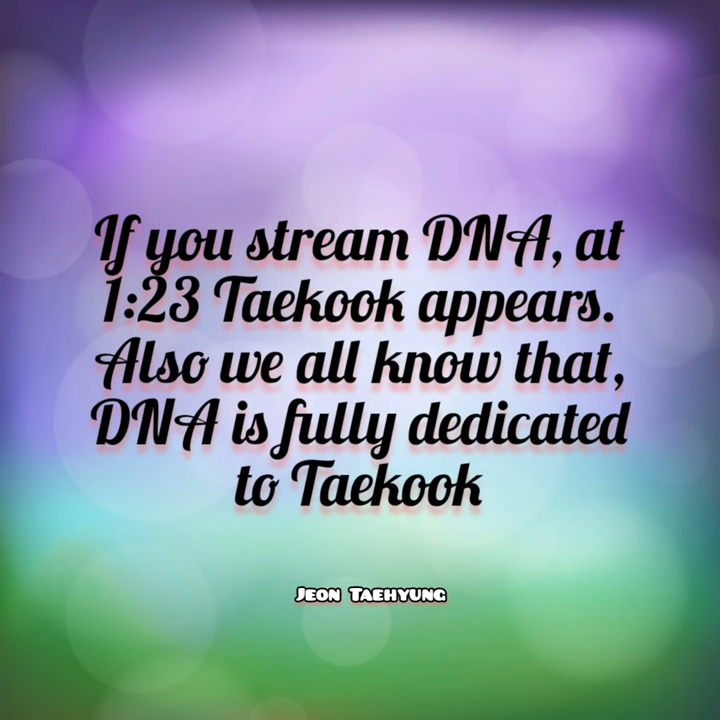 If you stream DNA, at
1:23 Taekook appears.
Also we all know that,
DNA is fully dedicated
to Taekook
Jeon Taehyung